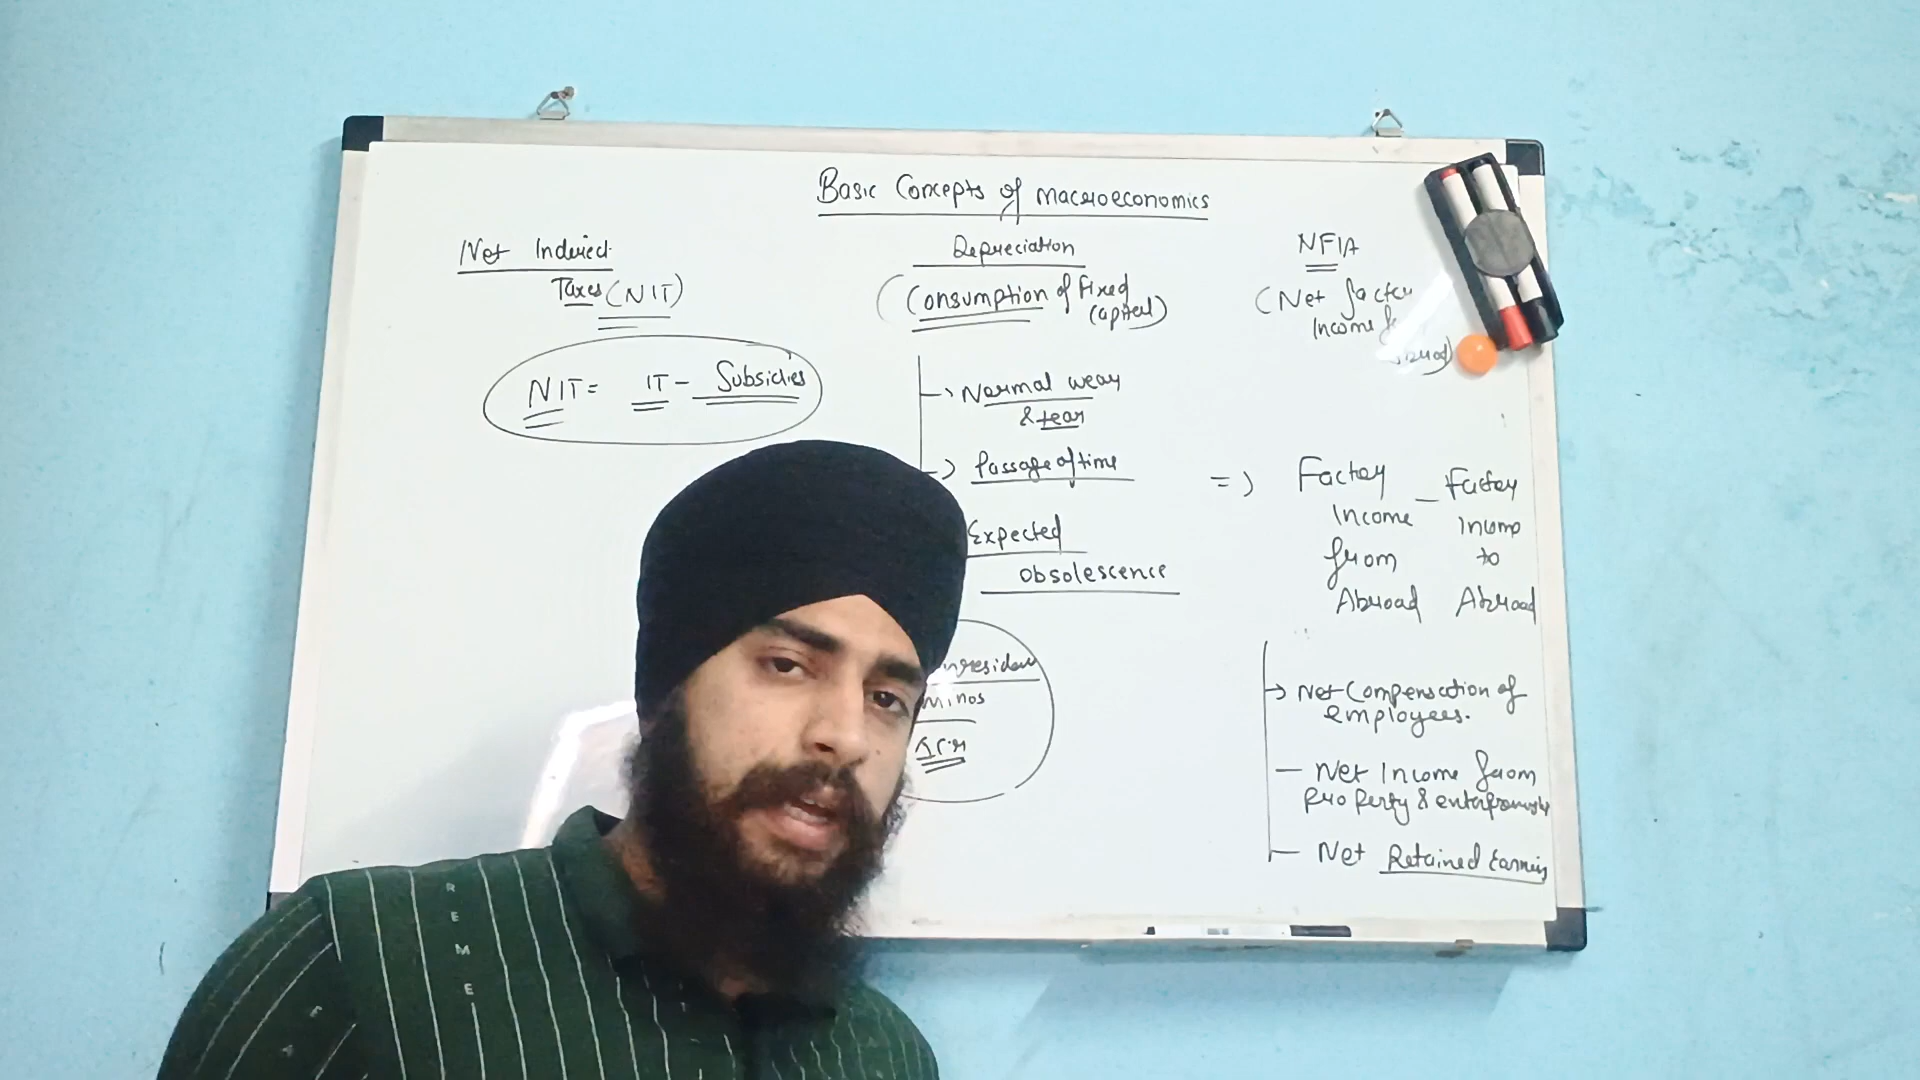 Basic Concepts of macroeconomics
Net Indirect
Taxes (NIT)
NIT = IT - Subsidies
Depreciation
(Consumption of Fixed
Capital)
Normal wear
& tear
Passage of time
Expected
Obsolescence
minos
NFIA
(Net factor
Income
=> Factor - Factor
Income Income
from to
Abroad Abroad
Net Compensation of
employees.
Net Income from
property &
Net Retained Earning
R
E
M
E